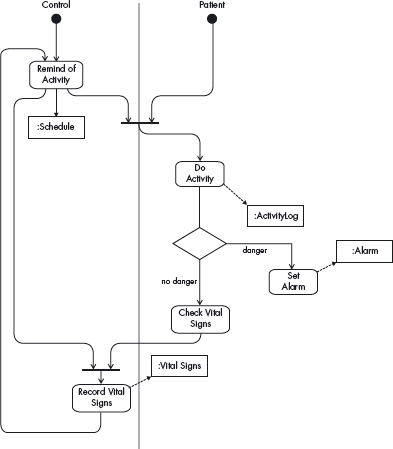 Control
Patient
Remind of
Activity
:Schedule
Do
Activity
:ActivityLog
danger
:Alarm
Set
Alarm
no danger
Check Vital
Signs
:Vital Signs
Record Vital
Signs